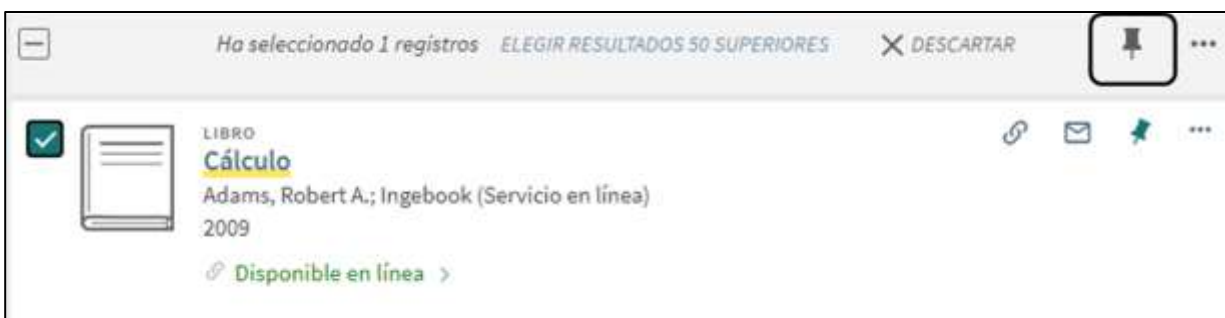 Ha seleccionado 1 registros ELEGIR RESULTADOS 50 SUPERIORES DESCARTAR
LIBRO
Cálculo
Adams, Robert A.; Ingebook (Servicio en línea)
2009
Disponible en línea